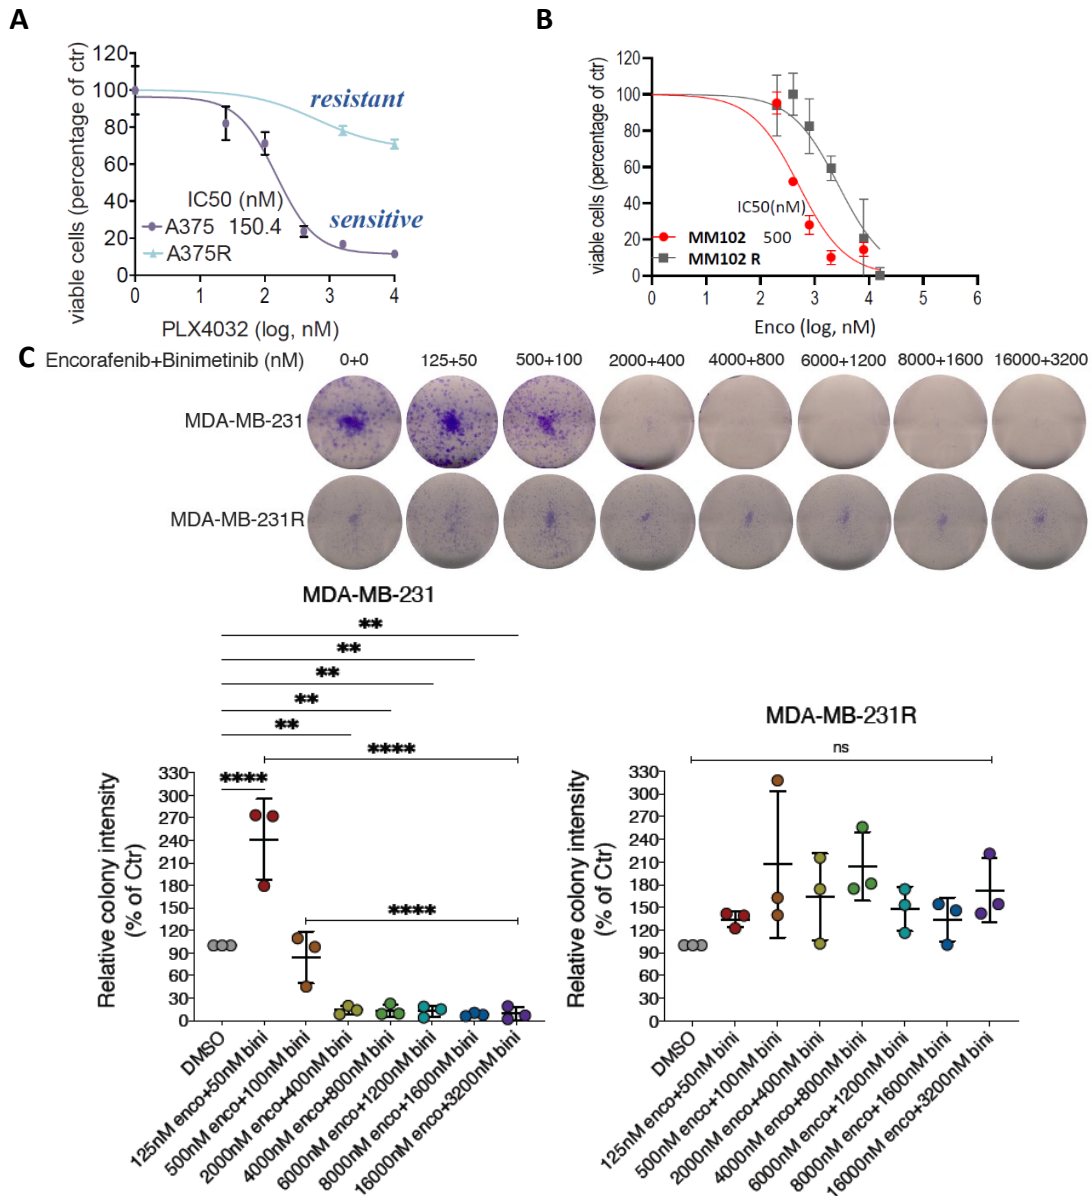 A
B
viable cells (percentage of ctr)
120
100
80
60
40
20
0
resistant
sensitive
IC50 (nM)
A375 150.4
A375R
0 1 2 3 4
PLX4032 (log, nM)
viable cells (percentage of ctr)
120
100
80
60
40
20
0
IC50(nM)
MM102 500
MM102 R
0 1 2 3 4 5 6
Enco (log, nM)
C
Encorafenib+Binimetinib (nM) 0+0 125+50 500+100 2000+400 4000+800 6000+1200 8000+1600 16000+3200
MDA-MB-231
MDA-MB-231R
MDA-MB-231
**
**
**
**
**
****
****
****
Relative colony intensity
(% of Ctr)
330
300
270
240
210
180
150
120
90
60
30
0
DMSO
125nM enco+50nM bini
500nM enco+100nM bini
2000nM enco+400nM bini
4000nM enco+800nM bini
6000nM enco+1200nM bini
8000nM enco+1600nM bini
16000nM enco+3200nM bini
MDA-MB-231R
ns
Relative colony intensity
(% of Ctr)
330
300
270
240
210
180
150
120
90
60
30
0
DMSO
125nM enco+50nM bini
500nM enco+100nM bini
2000nM enco+400nM bini
4000nM enco+800nM bini
6000nM enco+1200nM bini
8000nM enco+1600nM bini
16000nM enco+3200nM bini